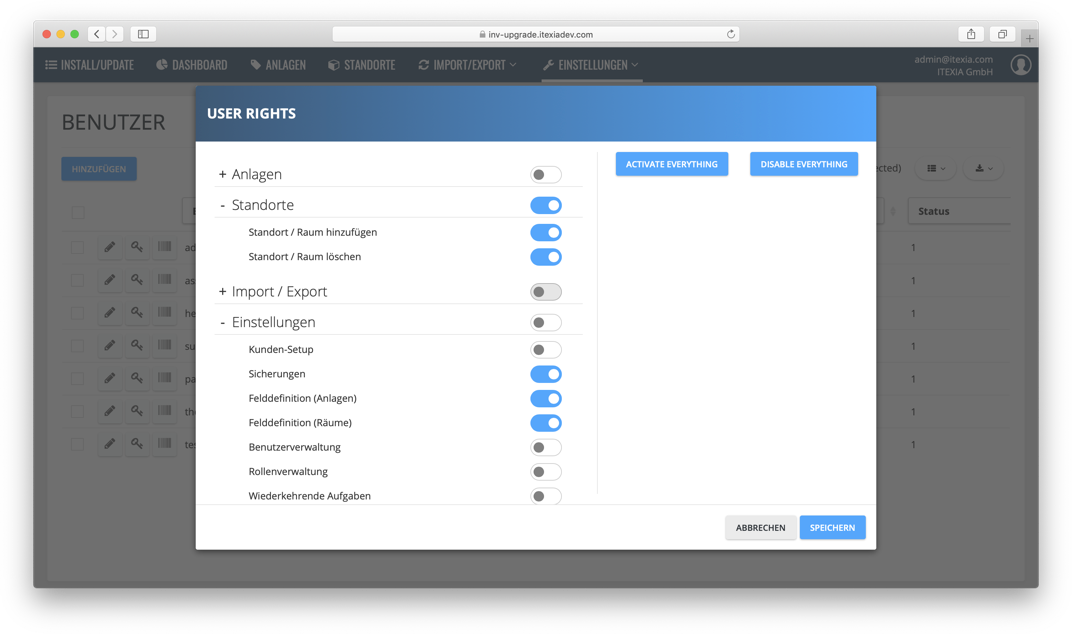 inv-upgrade.itexiadev.com
INSTALL/UPDATE DASHBOARD ANLAGEN STANDORTE IMPORT/EXPORT EINSTELLUNGEN
admin@itexia.com
ITEXIA GmbH
BENUTZER
HINZUFÜGEN
USER RIGHTS
ACTIVATE EVERYTHING DISABLE EVERYTHING
+ Anlagen
- Standorte
Standort / Raum hinzufügen
Standort / Raum löschen
+ Import / Export
- Einstellungen
Kunden-Setup
Sicherungen
Felddefinition (Anlagen)
Felddefinition (Räume)
Benutzerverwaltung
Rollenverwaltung
Wiederkehrende Aufgaben
ABBRECHEN SPEICHERN
Status
ad 1
as 1
he 1
su 1
pa 1
the 1
tes 1